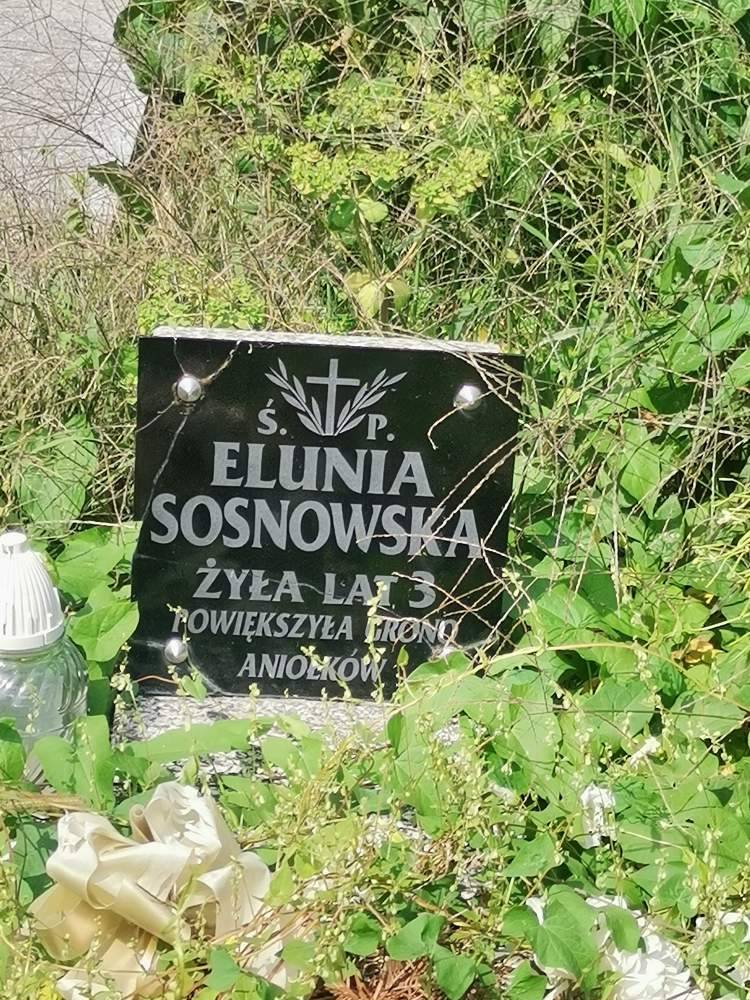 Ś. P.
ELUNIA
SOSNOWSKA
ŻYŁA LAT 3
POWIĘKSZYŁA GRONO
ANIOŁKÓW